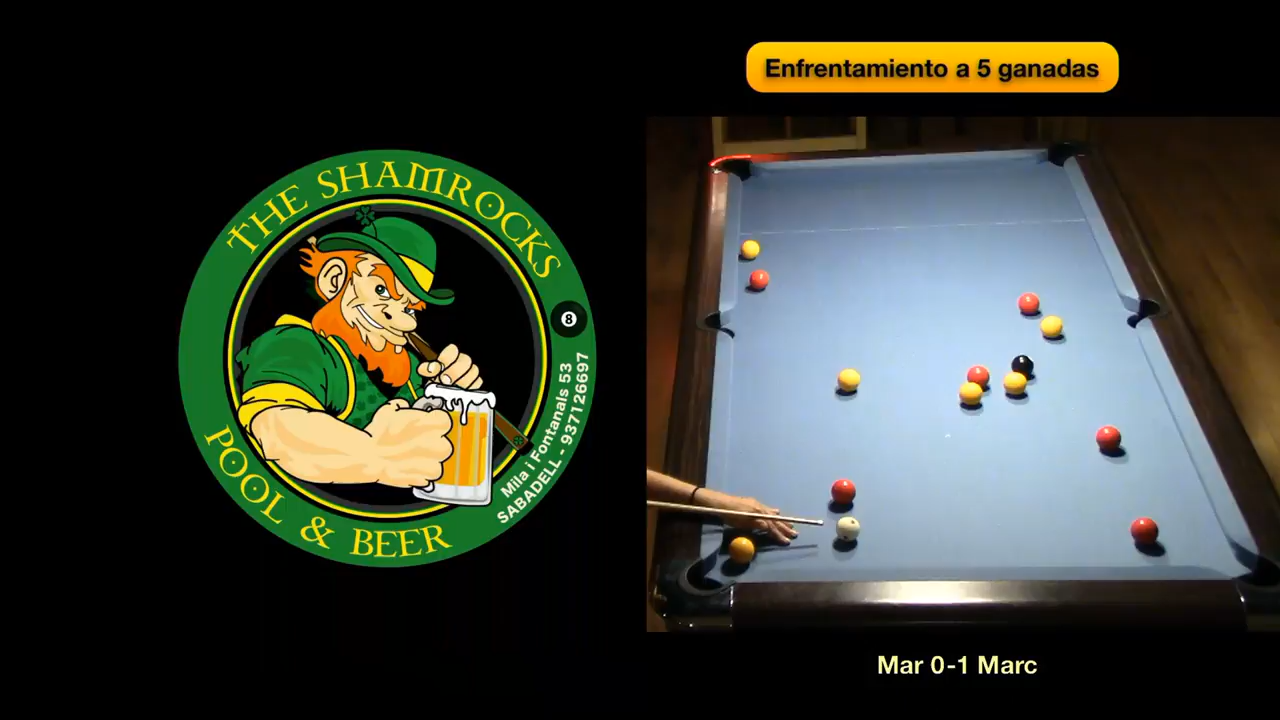 THE SHAMROCKS
8
Mila i Fontanals 53
SABADELL - 937126697
POOL & BEER
Enfrentamiento a 5 ganadas
Mar 0-1 Marc